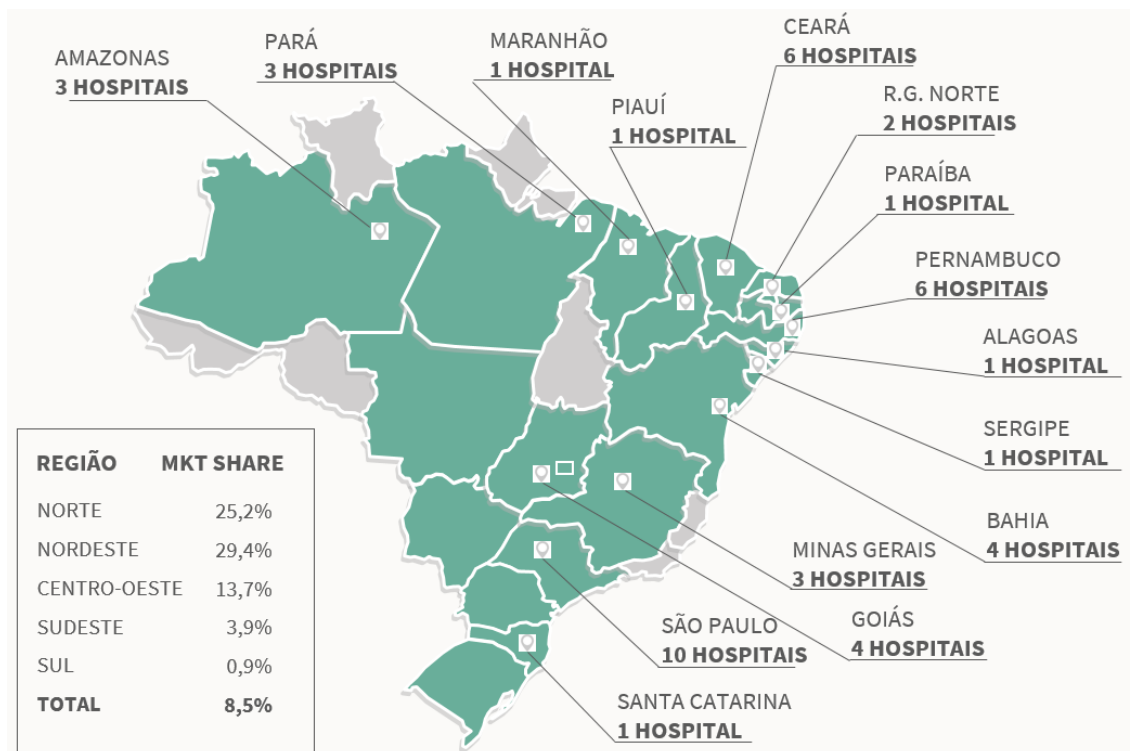 AMAZONAS
3 HOSPITAIS
PARÁ
3 HOSPITAIS
MARANHÃO
1 HOSPITAL
CEARÁ
6 HOSPITAIS
PIAUÍ
1 HOSPITAL
R.G. NORTE
2 HOSPITAIS
PARAÍBA
1 HOSPITAL
PERNAMBUCO
6 HOSPITAIS
ALAGOAS
1 HOSPITAL
SERGIPE
1 HOSPITAL
BAHIA
4 HOSPITAIS
MINAS GERAIS
3 HOSPITAIS
GOIÁS
4 HOSPITAIS
SÃO PAULO
10 HOSPITAIS
SANTA CATARINA
1 HOSPITAL
REGIÃO MKT SHARE
NORTE 25,2%
NORDESTE 29,4%
CENTRO-OESTE 13,7%
SUDESTE 3,9%
SUL 0,9%
TOTAL 8,5%